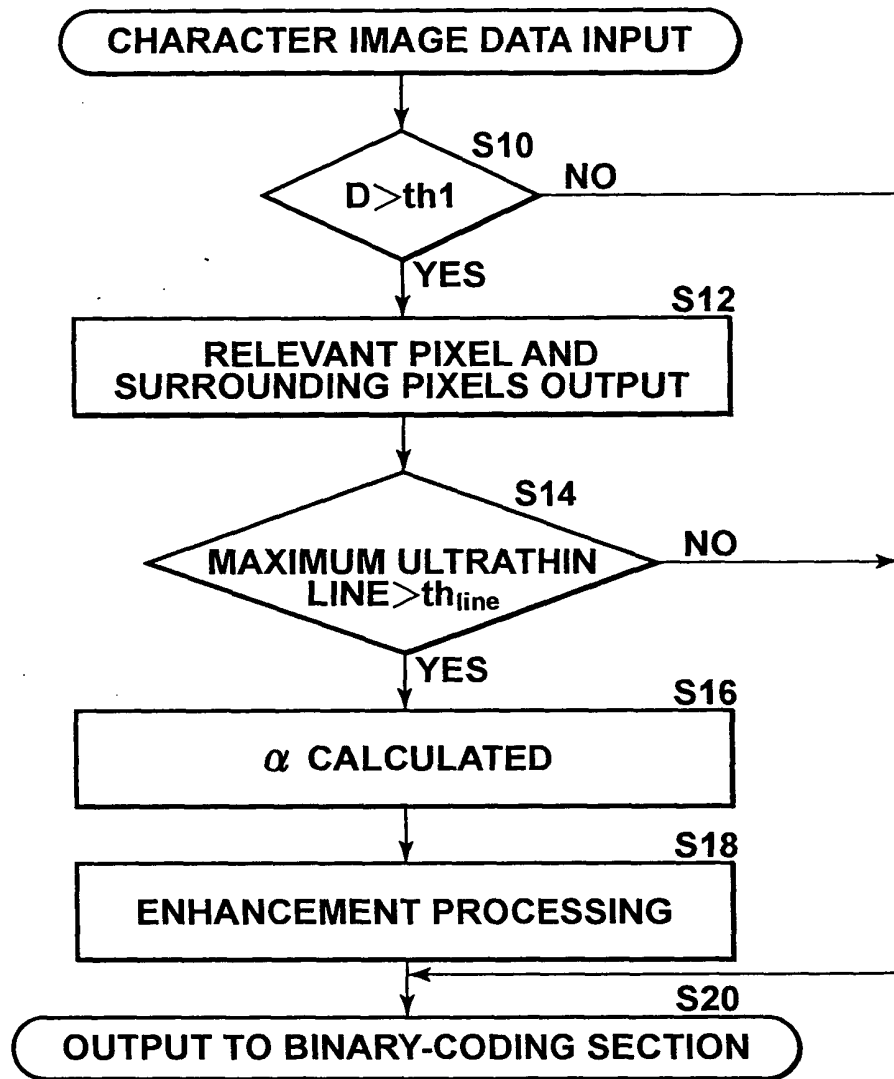 CHARACTER IMAGE DATA INPUT
S10
D>th1
NO
YES
S12
RELEVANT PIXEL AND
SURROUNDING PIXELS OUTPUT
S14
MAXIMUM ULTRATHIN
LINE>thline
NO
YES
S16
α CALCULATED
S18
ENHANCEMENT PROCESSING
S20
OUTPUT TO BINARY-CODING SECTION